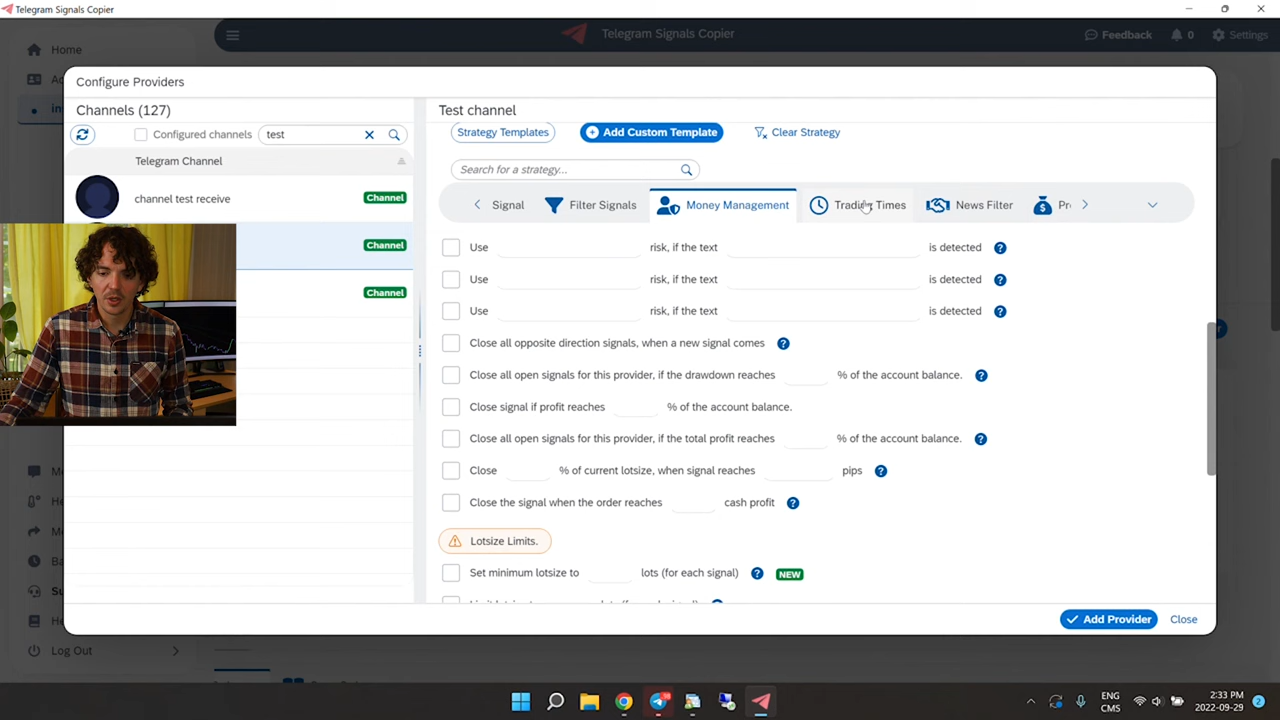 Telegram Signals Copier
Home
Telegram Signals Copier
Feedback
0
Settings
Configure Providers
Channels (127)
Configured channels
test
Telegram Channel
channel test receive
Channel
Channel
Channel
Log Out
Test channel
Strategy Templates
Add Custom Template
Clear Strategy
Search for a strategy...
Signal
Filter Signals
Money Management
Trading Times
News Filter
Use risk, if the text is detected ?
Use risk, if the text is detected ?
Use risk, if the text is detected ?
Close all opposite direction signals, when a new signal comes ?
Close all open signals for this provider, if the drawdown reaches % of the account balance. ?
Close signal if profit reaches % of the account balance.
Close all open signals for this provider, if the total profit reaches % of the account balance. ?
Close % of current lotsize, when signal reaches pips ?
Close the signal when the order reaches cash profit ?
Lotsize Limits.
Set minimum lotsize to lots (for each signal) ? NEW
Add Provider
Close
ENG
CMS
2:33 PM
2022-09-29
2